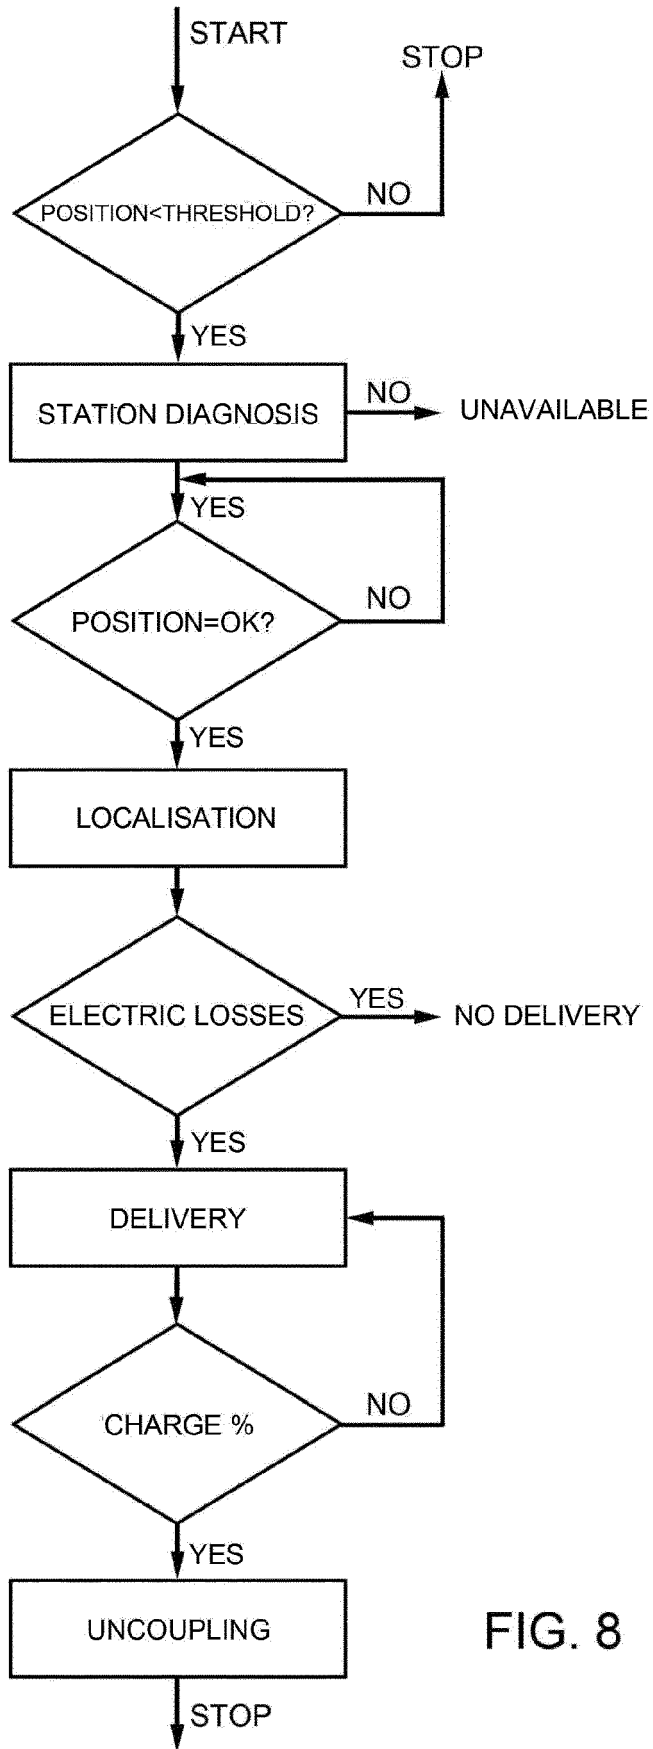 START
STOP
POSITION<THRESHOLD?
NO
YES
STATION DIAGNOSIS
NO
UNAVAILABLE
YES
POSITION=OK?
NO
YES
LOCALISATION
ELECTRIC LOSSES
YES
NO DELIVERY
YES
DELIVERY
CHARGE %
NO
YES
UNCOUPLING
FIG. 8
STOP